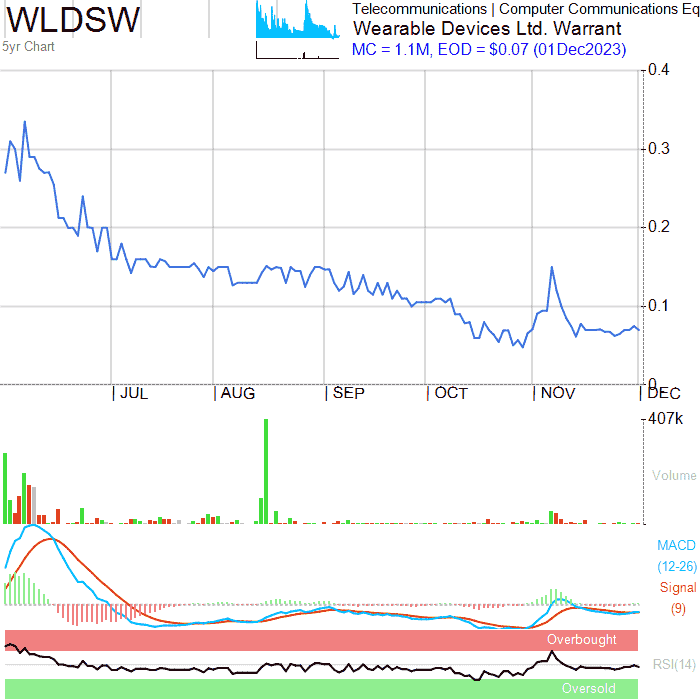 WLDSW
5yr Chart
Telecommunications | Computer Communications Eq
Wearable Devices Ltd. Warrant
MC = 1.1M, EOD = $0.07 (01Dec2023)
0.4
0.3
0.2
0.1
0
JUL
AUG
SEP
OCT
NOV
DEC
407k
Volume
MACD
(12-26)
Signal
(9)
Overbought
RSI(14)
Oversold